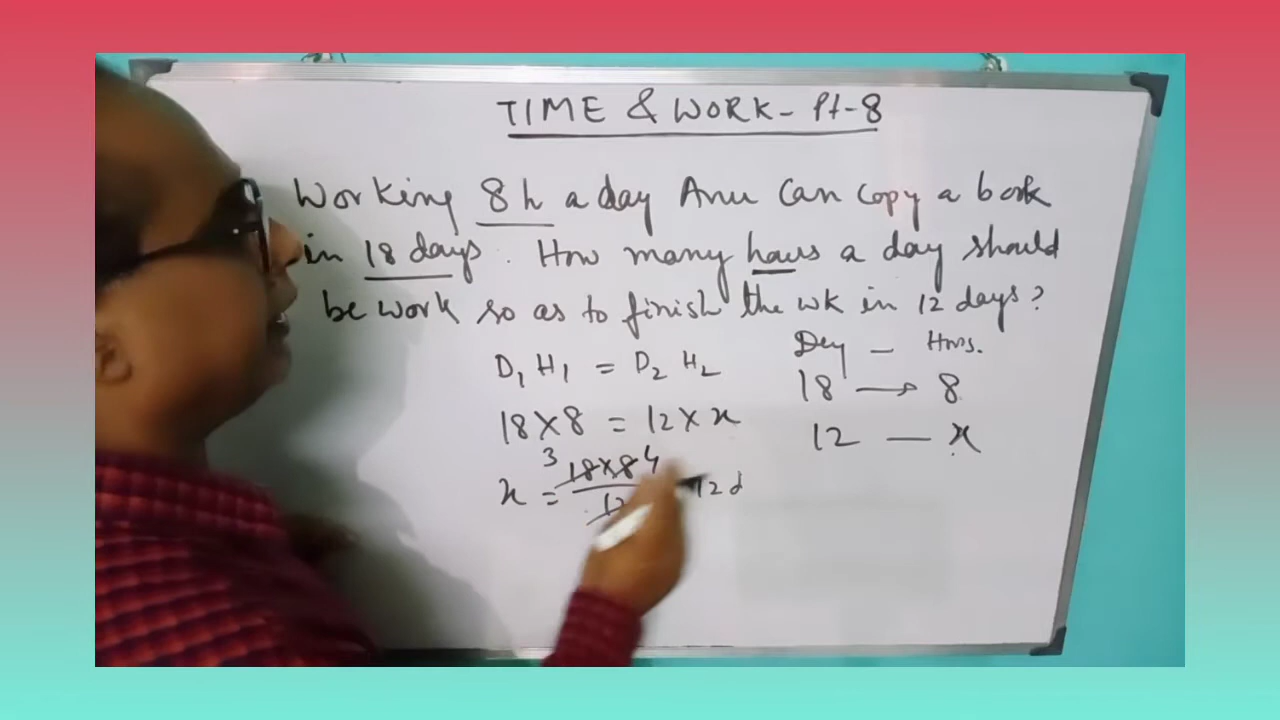 TIME & WORK - Pt-8
Working 8 h a day Anu Can copy a book
in 18 days. How many hours a day should
be work so as to finish the wk in 12 days?
Day - Hrs.
D₁ H₁ = D₂ H₂
18 → 8
18 × 8 = 12 × x
12 — x
3 4
x = 18×8
12
12 d